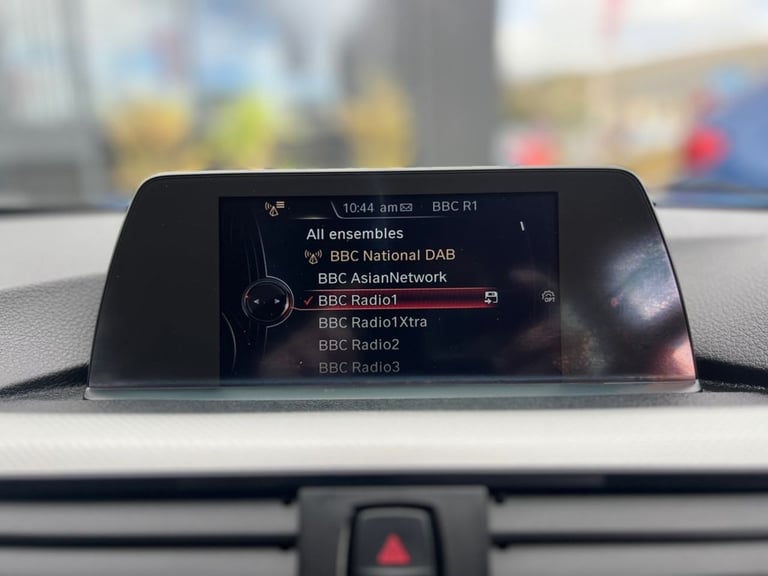 10:44 am BBC R1
All ensembles
BBC National DAB
BBC AsianNetwork
BBC Radio1
OPT
BBC Radio1Xtra
BBC Radio2
BBC Radio3